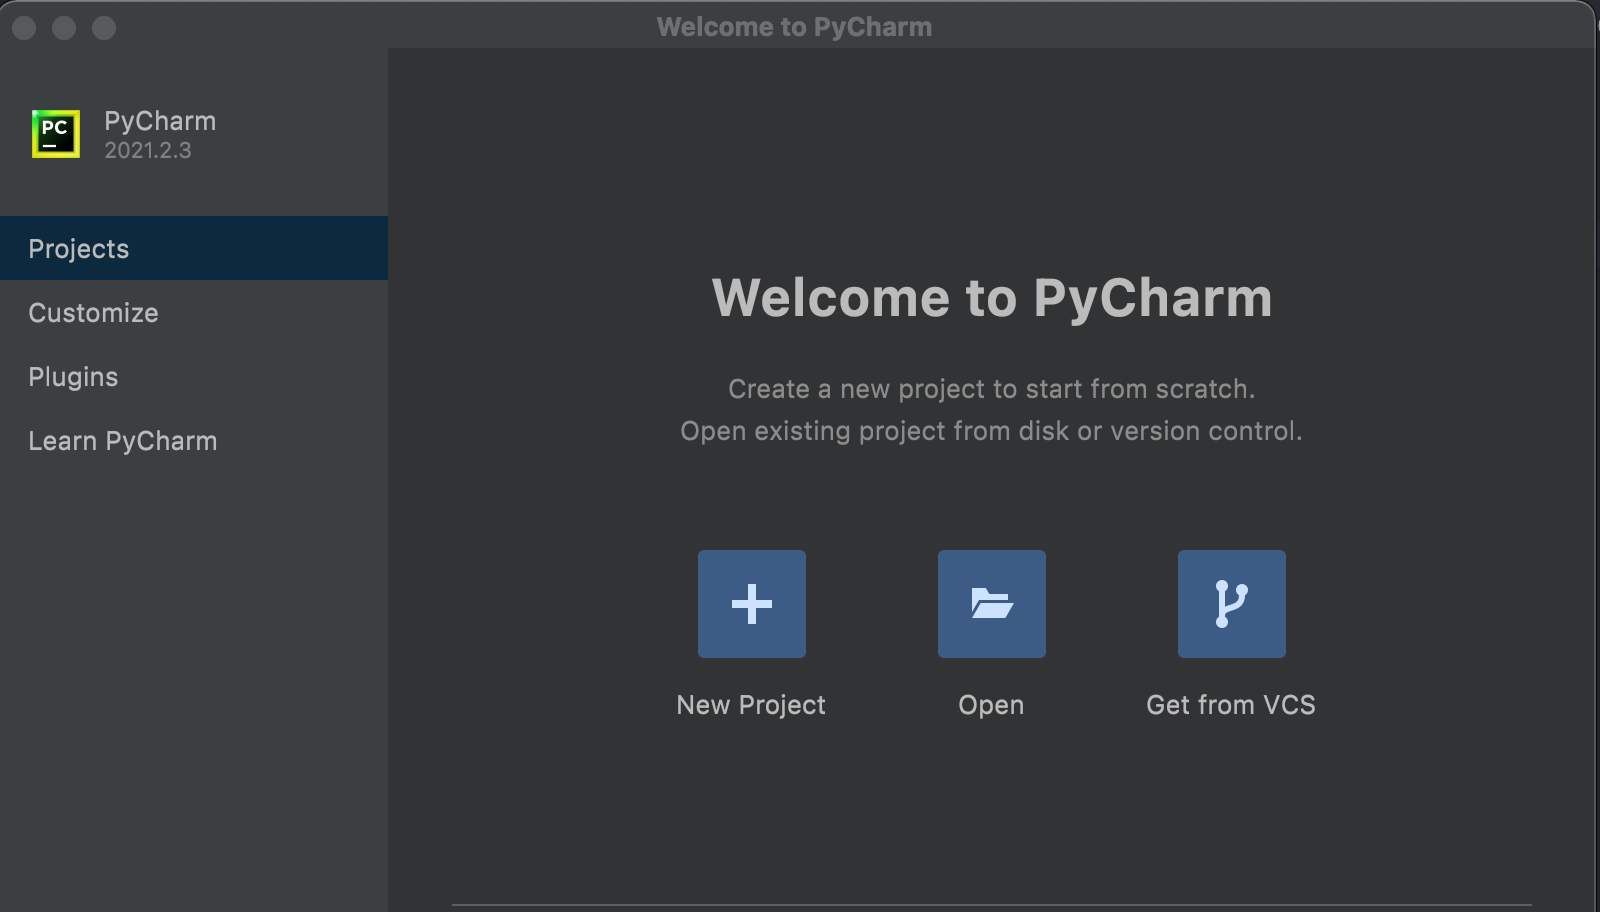 Welcome to PyCharm
PC
PyCharm
2021.2.3
Projects
Customize
Plugins
Learn PyCharm
Welcome to PyCharm
Create a new project to start from scratch.
Open existing project from disk or version control.
New Project
Open
Get from VCS